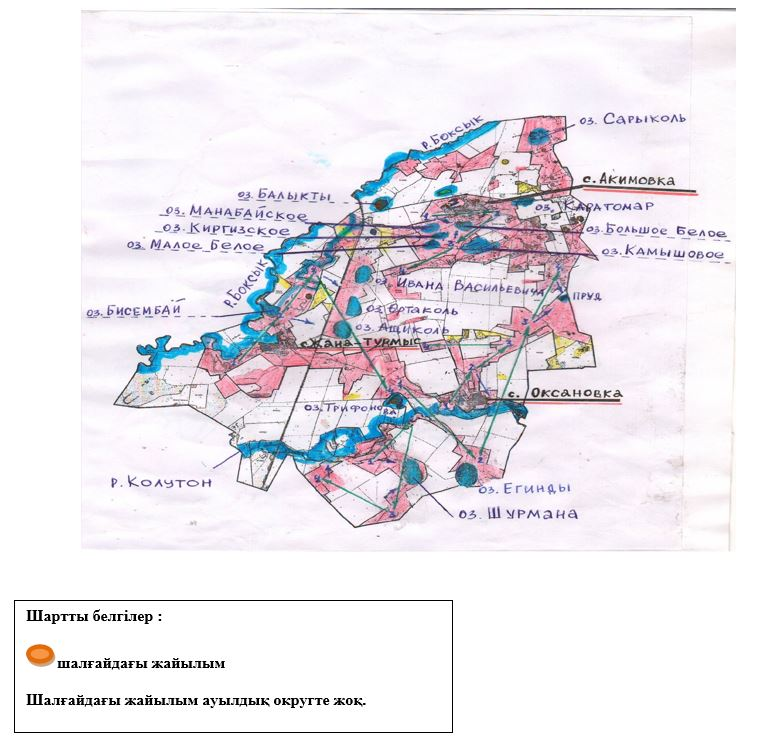 р. Боксык
оз. Сарыколь
с. Акимовка
оз. Балыкты
оз. Манабайское
оз. Каратомар
оз. Киргизское
оз. Большое Белое
оз. Малое Белое
оз. Камышовое
р. Боксык
оз. Ивана Васильевича
пруд
оз. Бисембай
оз. Ортаколь
оз. Ащиколь
с. Жана-Турмыс
с. Оксановка
оз. Трифонова
р. Колутон
оз. Егинды
оз. Шурмана
Шартты белгілер :
шалғайдағы жайылым
Шалғайдағы жайылым ауылдық округте жоқ.